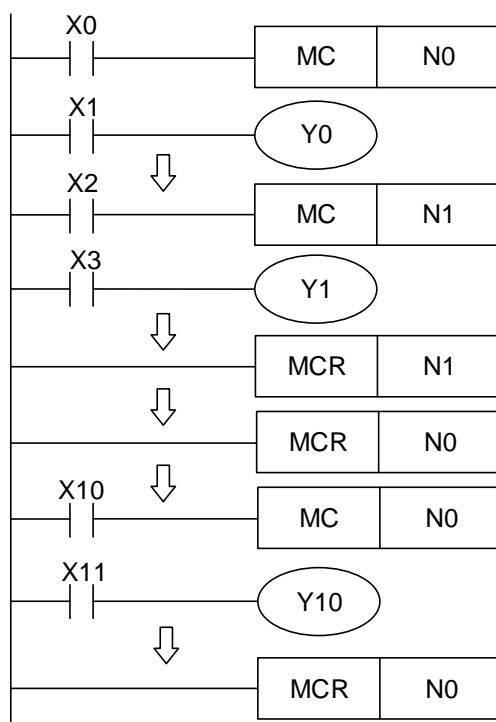 X0
MC N0
X1
Y0
X2
MC N1
X3
Y1
MCR N1
MCR N0
X10
MC N0
X11
Y10
MCR N0